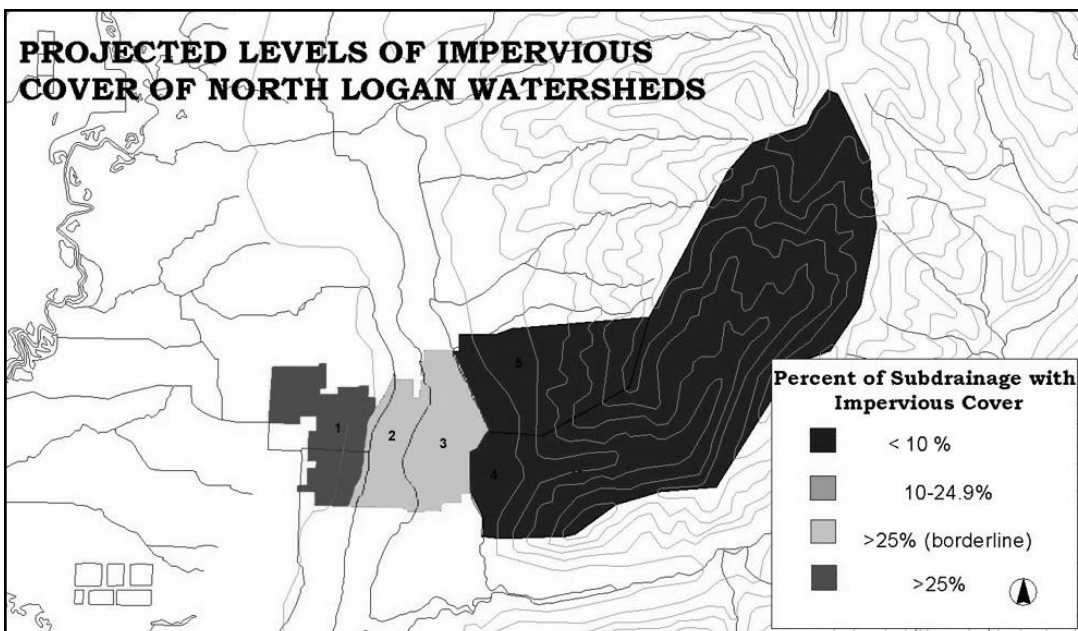 PROJECTED LEVELS OF IMPERVIOUS
COVER OF NORTH LOGAN WATERSHEDS
5
1
2
3
4
Percent of Subdrainage with
Impervious Cover
< 10 %
10-24.9%
>25% (borderline)
>25%